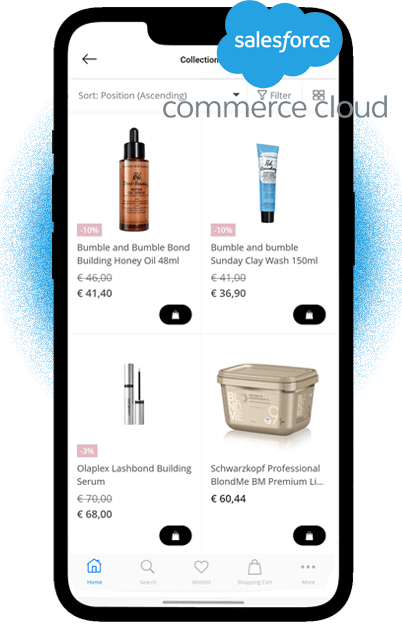 salesforce
Collection
Sort: Position (Ascending)
Filter
commerce cloud
-10%
Bumble and Bumble Bond
Building Honey Oil 48ml
€ 46,00
€ 41,40
-10%
Bumble and bumble
Sunday Clay Wash 150ml
€ 41,00
€ 36,90
-3%
Olaplex Lashbond Building
Serum
€ 70,00
€ 68,00
Schwarzkopf Professional
BlondMe BM Premium Li...
€ 60,44
Home
Search
Wishlist
Shopping Cart
More